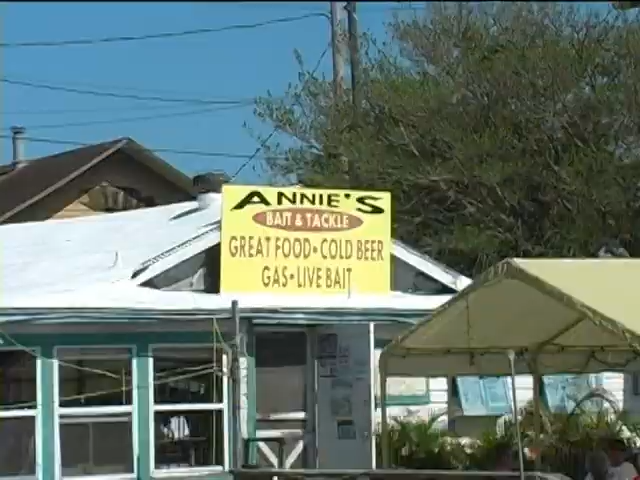 ANNIE'S
BAIT & TACKLE
GREAT FOOD • COLD BEER
GAS • LIVE BAIT